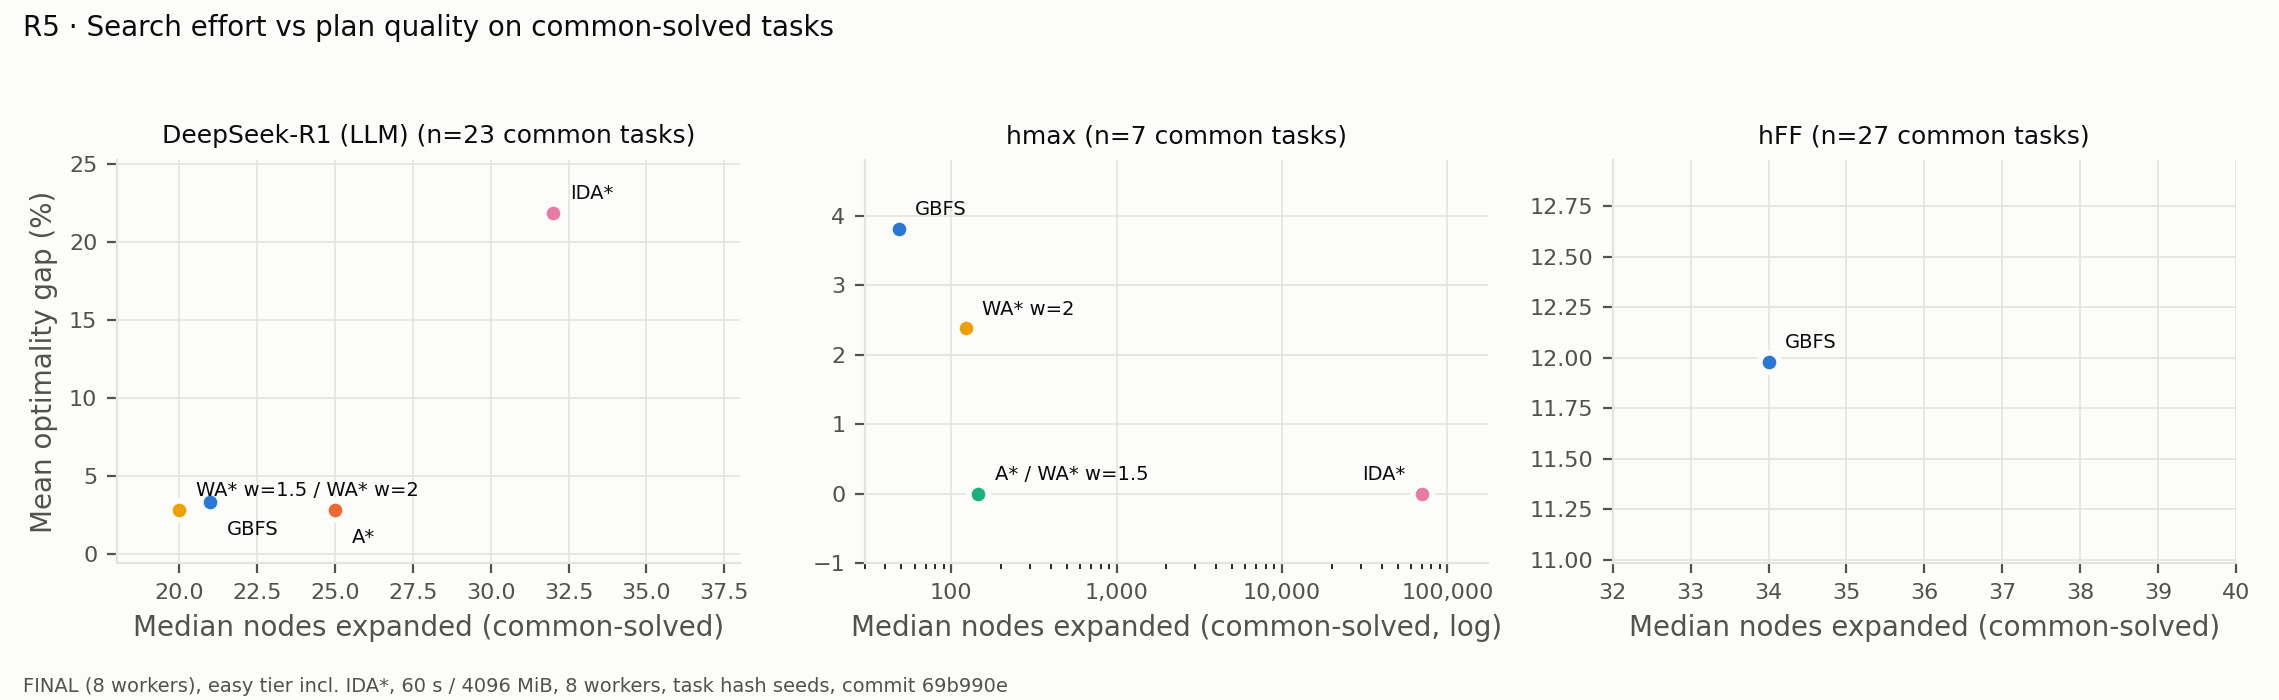 R5 · Search effort vs plan quality on common-solved tasks
DeepSeek-R1 (LLM) (n=23 common tasks)
Mean optimality gap (%)
25
20
15
10
5
0
IDA*
WA* w=1.5 / WA* w=2
GBFS
A*
20.0 22.5 25.0 27.5 30.0 32.5 35.0 37.5
Median nodes expanded (common-solved)
hmax (n=7 common tasks)
4
3
2
1
0
−1
GBFS
WA* w=2
A* / WA* w=1.5
IDA*
100 1,000 10,000 100,000
Median nodes expanded (common-solved, log)
hFF (n=27 common tasks)
12.75
12.50
12.25
12.00
11.75
11.50
11.25
11.00
GBFS
32 33 34 35 36 37 38 39 40
Median nodes expanded (common-solved)
FINAL (8 workers), easy tier incl. IDA*, 60 s / 4096 MiB, 8 workers, task hash seeds, commit 69b990e